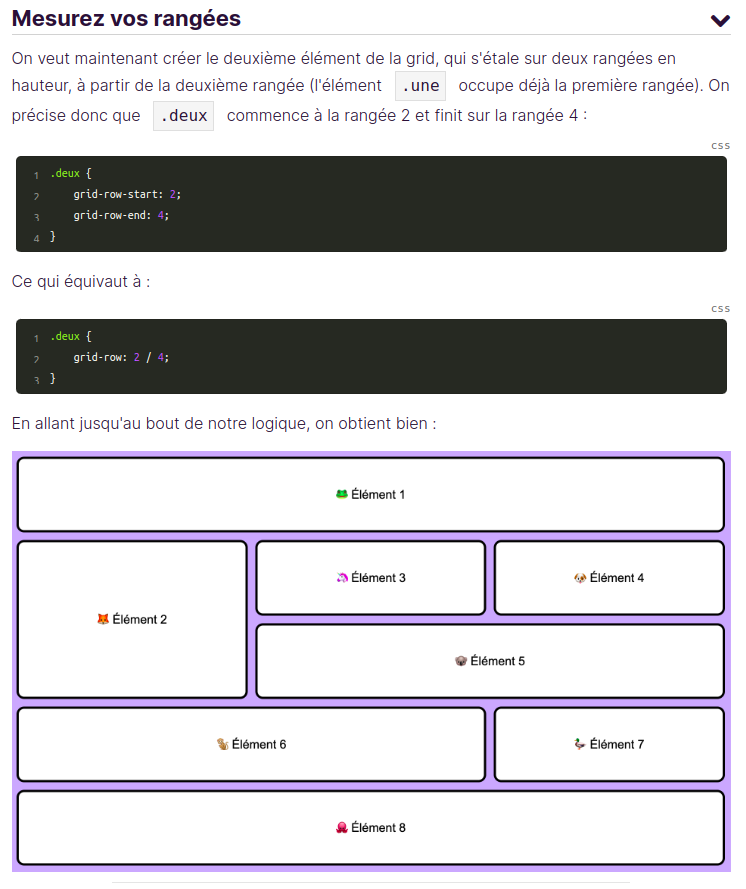 Mesurez vos rangées
On veut maintenant créer le deuxième élément de la grid, qui s'étale sur deux rangées en
hauteur, à partir de la deuxième rangée (l'élément .une occupe déjà la première rangée). On
précise donc que .deux commence à la rangée 2 et finit sur la rangée 4 :
css
1 .deux {
2 grid-row-start: 2;
3 grid-row-end: 4;
4 }
Ce qui équivaut à :
css
1 .deux {
2 grid-row: 2 / 4;
3 }
En allant jusqu'au bout de notre logique, on obtient bien :
🐸 Élément 1
🦊 Élément 2
🦄 Élément 3
🐶 Élément 4
🐨 Élément 5
🐿️ Élément 6
🦆 Élément 7
🐙 Élément 8